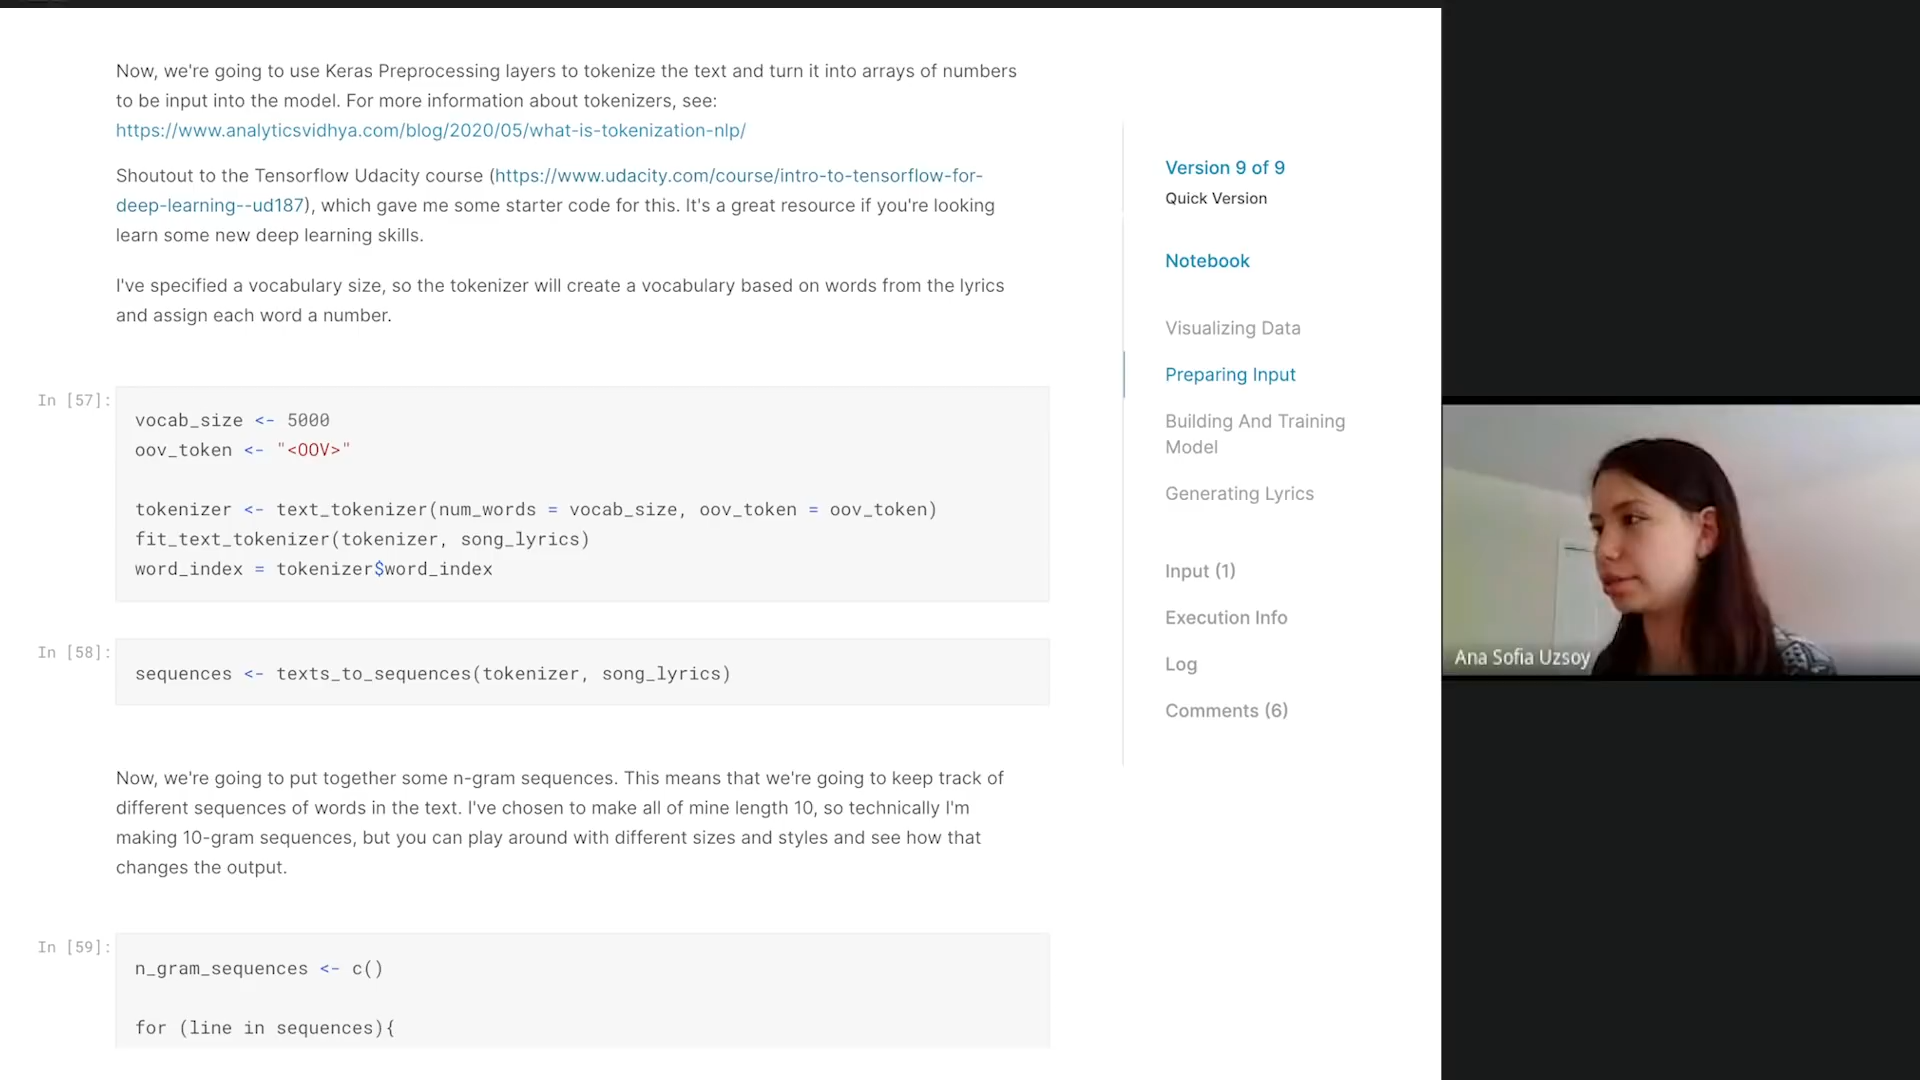 Now, we're going to use Keras Preprocessing layers to tokenize the text and turn it into arrays of numbers
to be input into the model. For more information about tokenizers, see:
https://www.analyticsvidhya.com/blog/2020/05/what-is-tokenization-nlp/
Shoutout to the Tensorflow Udacity course (https://www.udacity.com/course/intro-to-tensorflow-for-
deep-learning--ud187), which gave me some starter code for this. It's a great resource if you're looking
learn some new deep learning skills.
I've specified a vocabulary size, so the tokenizer will create a vocabulary based on words from the lyrics
and assign each word a number.
In [57]:
vocab_size <- 5000
oov_token <- "<OOV>"
tokenizer <- text_tokenizer(num_words = vocab_size, oov_token = oov_token)
fit_text_tokenizer(tokenizer, song_lyrics)
word_index = tokenizer$word_index
In [58]:
sequences <- texts_to_sequences(tokenizer, song_lyrics)
Now, we're going to put together some n-gram sequences. This means that we're going to keep track of
different sequences of words in the text. I've chosen to make all of mine length 10, so technically I'm
making 10-gram sequences, but you can play around with different sizes and styles and see how that
changes the output.
In [59]:
n_gram_sequences <- c()
for (line in sequences){
Version 9 of 9
Quick Version
Notebook
Visualizing Data
Preparing Input
Building And Training
Model
Generating Lyrics
Input (1)
Execution Info
Log
Comments (6)
Ana Sofia Uzsoy